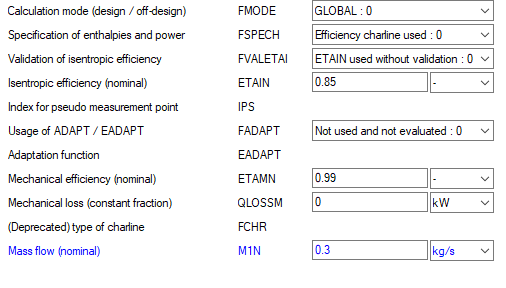 Calculation mode (design / off-design) FMODE GLOBAL : 0
Specification of enthalpies and power FSPECH Efficiency charline used : 0
Validation of isentropic efficiency FVALETAI ETAIN used without validation : 0
Isentropic efficiency (nominal) ETAIN 0.85 -
Index for pseudo measurement point IPS
Usage of ADAPT / EADAPT FADAPT Not used and not evaluated : 0
Adaptation function EADAPT
Mechanical efficiency (nominal) ETAMN 0.99 -
Mechanical loss (constant fraction) QLOSSM 0 kW
(Deprecated) type of charline FCHR
Mass flow (nominal) M1N 0.3 kg/s